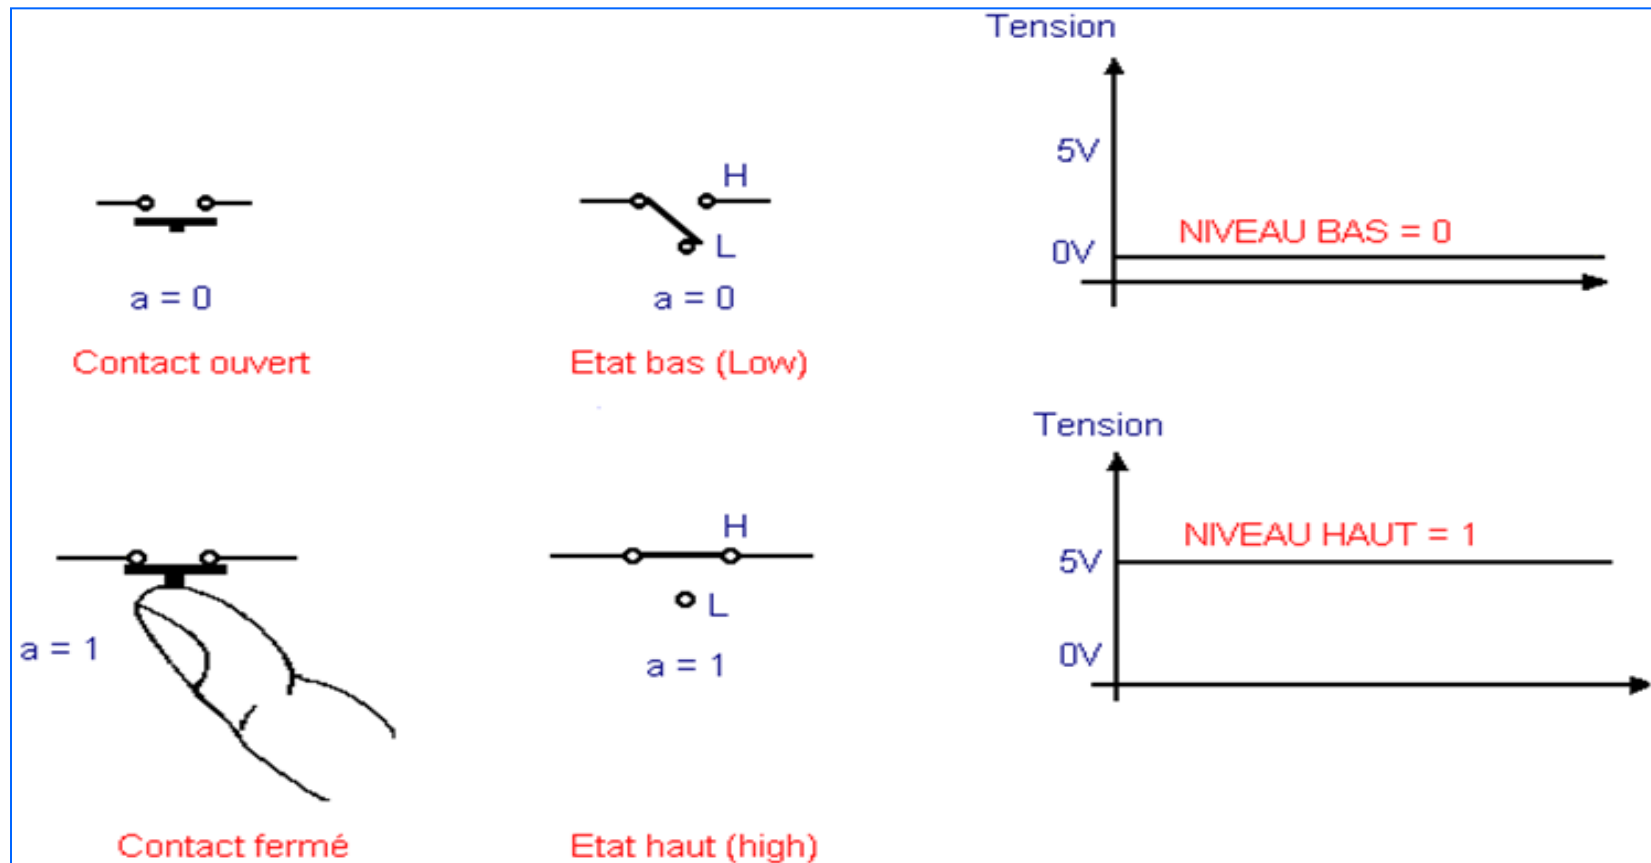 Tension
5V
H
NIVEAU BAS = 0
L
0V
a = 0
a = 0
Contact ouvert
Etat bas (Low)
Tension
H
NIVEAU HAUT = 1
5V
L
a = 1
a = 1
0V
Contact fermé
Etat haut (high)